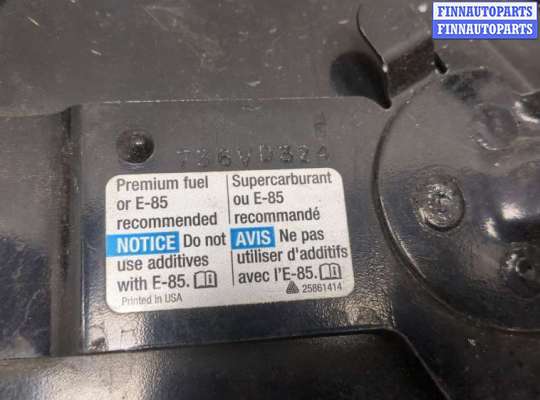 FINNAUTOPARTS
FINNAUTOPARTS
Premium fuel
or E-85
recommended
NOTICE Do not
use additives
with E-85.
Printed in USA
Supercarburant
ou E-85
recommandé
AVIS Ne pas
utiliser d'additifs
avec l'E-85.
25861414